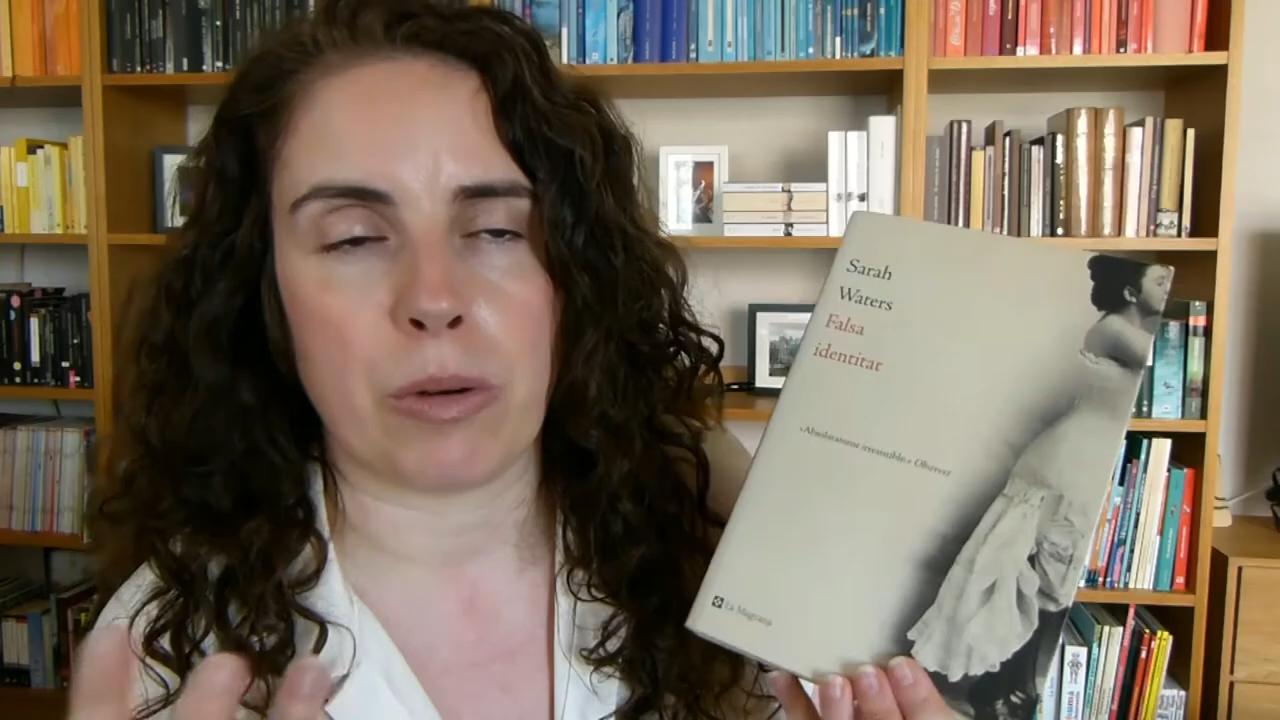 Sarah
Waters
Falsa
identitat
«Absolutament irresistible.» Observer
La Magrana